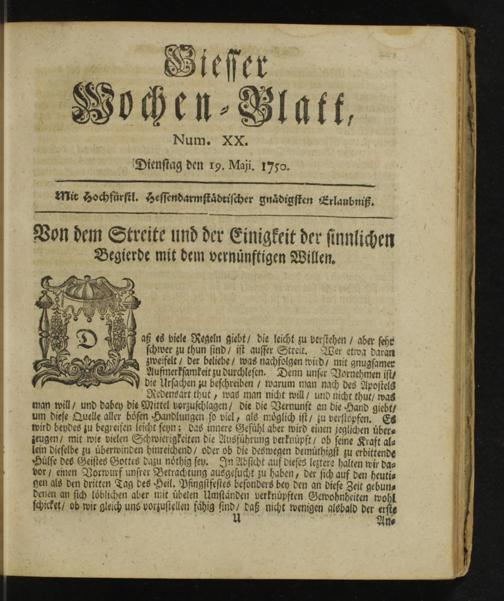 Giesser
Wochen-Blatt,
Num. XX.
Dienstag den 19. Maji. 1750.
Mit Hochfürstl. Hessendarmstädtischer gnädigsten Erlaubniß.
Von dem Streite und der Einigkeit der sinnlichen
Begierde mit dem vernünftigen Willen.
Daß es viele Regeln giebt / die leicht zu verstehen / aber sehr
schwer zu thun sind / ist ausser Streit. Wer etwa daran
zweifelt / der beliebe / was nachfolgen wird / mit gnugsamer
Aufmerksamkeit zu durchlesen. Denn unser Vornehmen ist /
die Ursachen zu beschreiben / warum man nach des Apostels
Redensart thut / was man nicht will / und nicht thut / was
man will / und dabey die Mittel vorzuschlagen / die die Vernunft an die Hand giebt /
um diese Quelle aller bösen Handlungen so viel / als möglich ist / zu verstopfen. Es
wird beydes zu begreifen leicht seyn: das innere Gefühl aber wird einen jeglichen über-
zeugen / mit wie vielen Schwierigkeiten die Ausführung verknüpft / ob seine Kraft al-
lein dieselbe zu überwinden hinreichend / oder ob die deswegen demüthigst zu erbittende
Hülfe des Geistes Gottes dazu nöthig sey. In Absicht auf dieses leztere halten wir da-
vor / einen Vorwurf unsrer Betrachtung ausgesucht zu haben / der sich auf den heuti-
gen als den dritten Tag des Heil. Pfingstfestes besonders bey den an diese Zeit gebun-
denen an sich löblichen aber mit übelen Umständen verknüpften Gewohnheiten wohl
schicket / ob wir gleich uns vorzustellen fähig sind / daß nicht wenigen alsbald der erste
U
An-